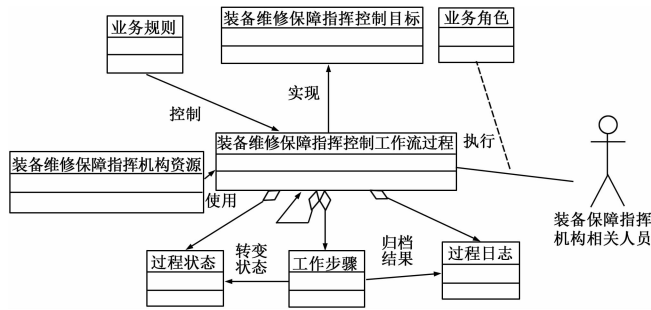 业务规则
装备维修保障指挥控制目标
业务角色
控制
实现
执行
装备维修保障指挥控制工作流过程
装备维修保障指挥机构资源
使用
装备保障指挥
机构相关人员
过程状态
转变
状态
工作步骤
归档
结果
过程日志